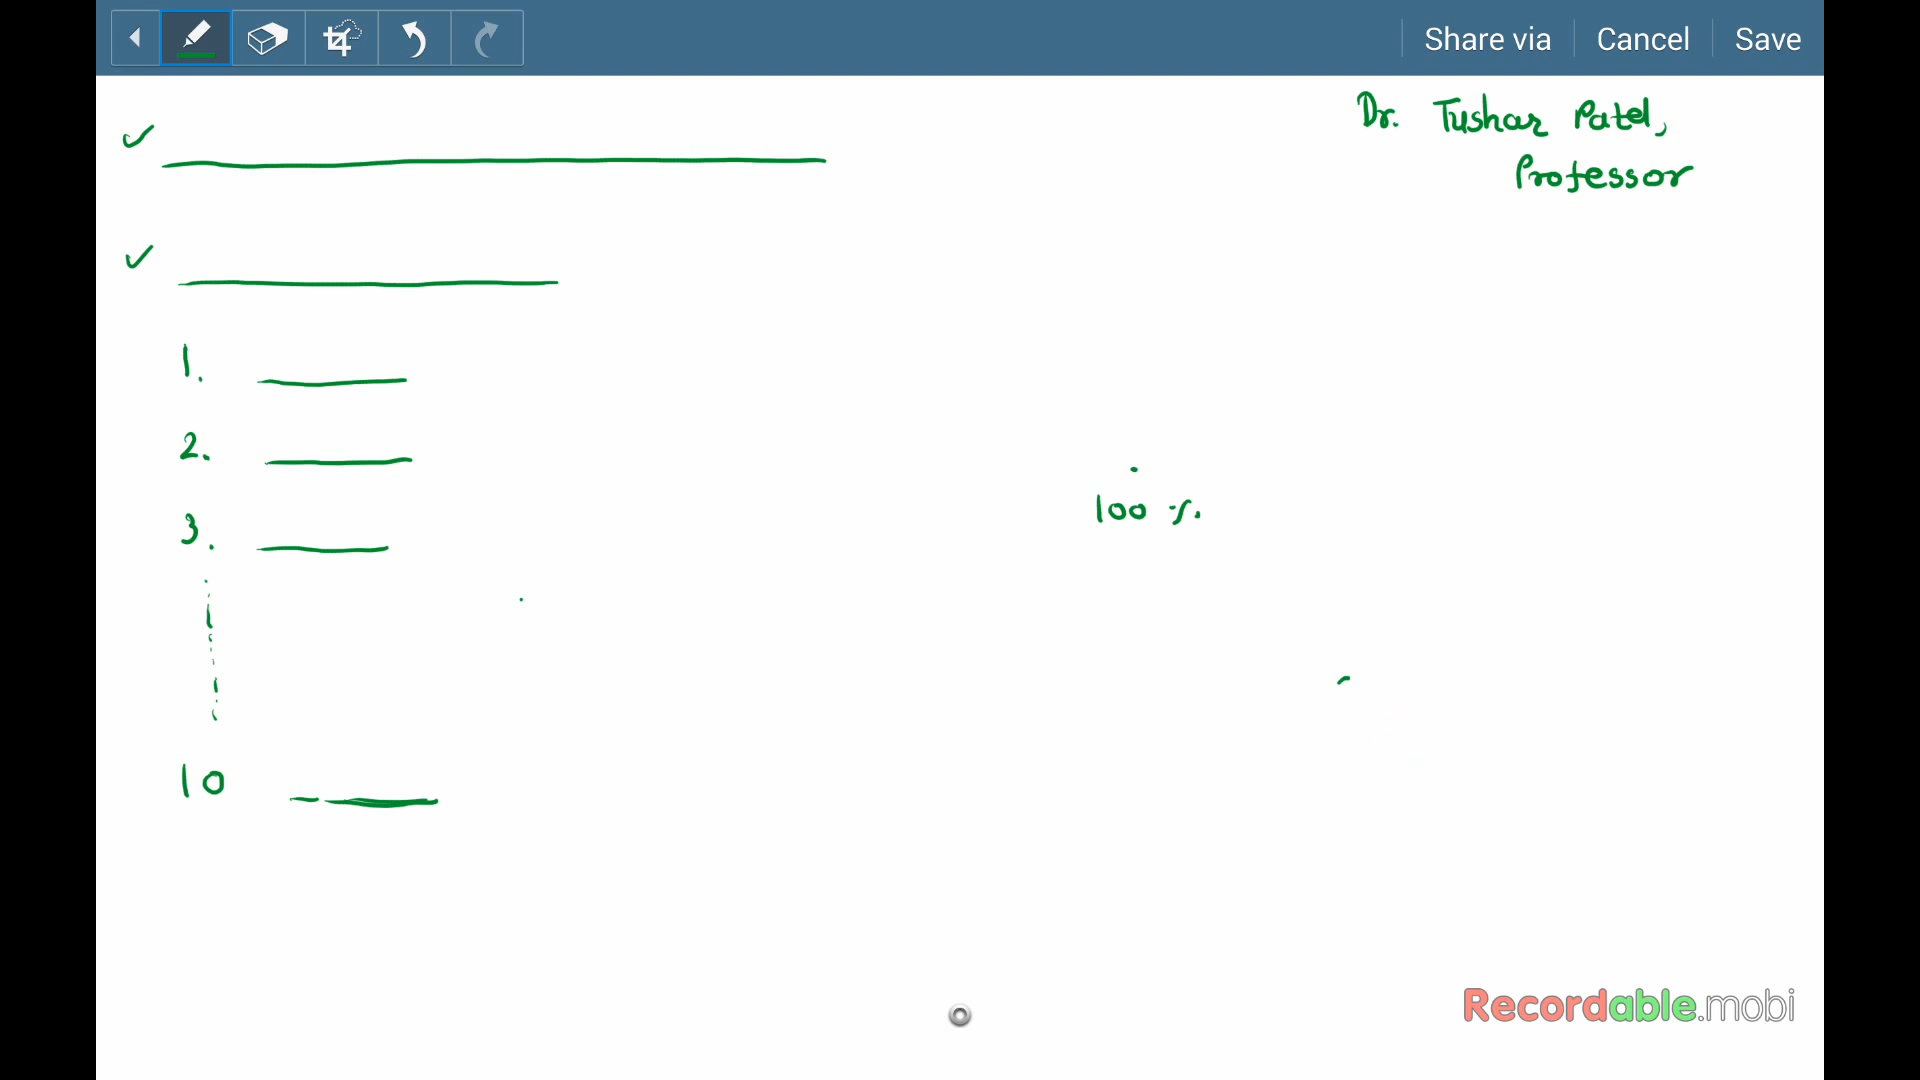 Share via Cancel Save
Dr. Tushar Patel,
Professor
1.
2.
3.
100 %
10
Recordable.mobi